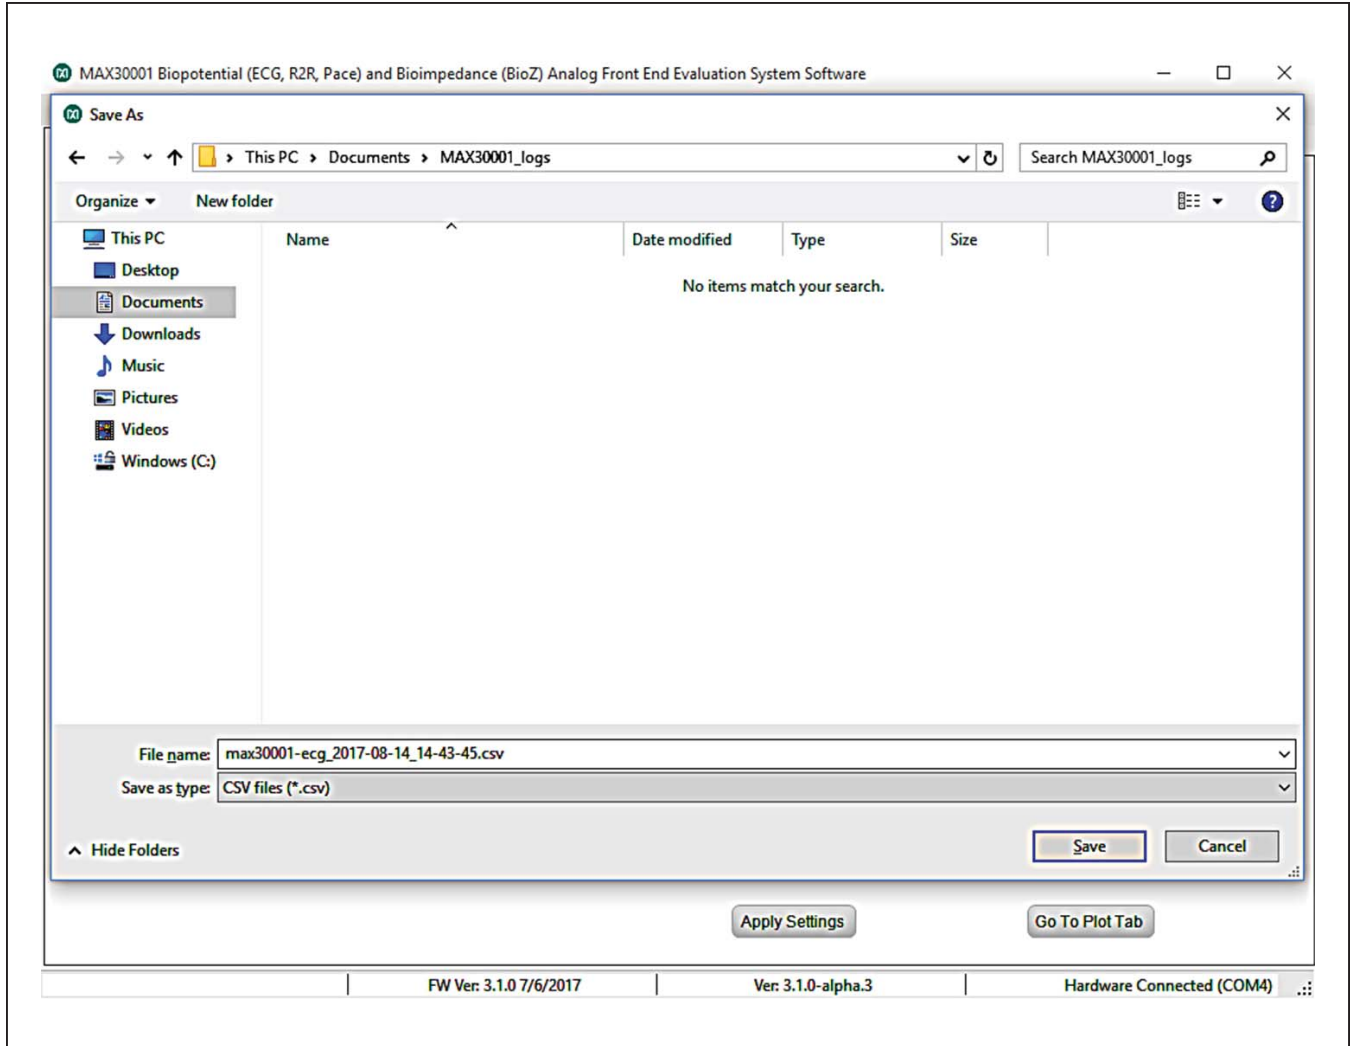 MAX30001 Biopotential (ECG, R2R, Pace) and Bioimpedance (BioZ) Analog Front End Evaluation System Software
Save As
This PC > Documents > MAX30001_logs
Search MAX30001_logs
Organize
New folder
Name
Date modified
Type
Size
This PC
Desktop
Documents
Downloads
Music
Pictures
Videos
Windows (C:)
No items match your search.
File name: max30001-ecg_2017-08-14_14-43-45.csv
Save as type: CSV files (*.csv)
Hide Folders
Save
Cancel
Apply Settings
Go To Plot Tab
FW Ver: 3.1.0 7/6/2017
Ver: 3.1.0-alpha.3
Hardware Connected (COM4)